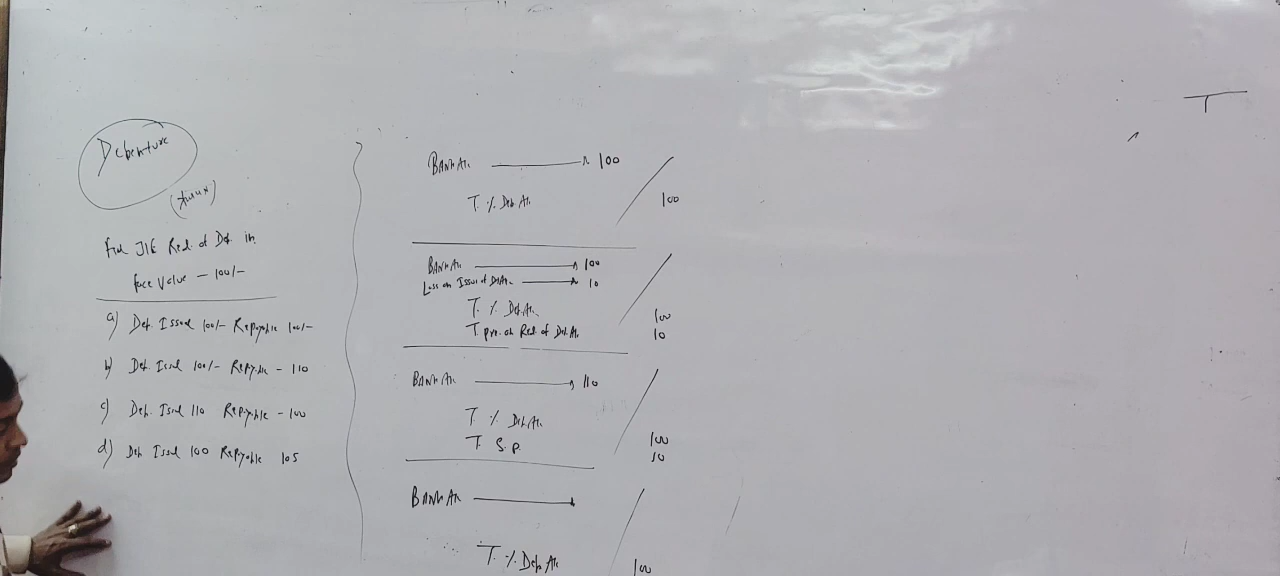 Debenture
(
Red. of Deb. in
face Value - 100/-
a) Deb. Issued 100/- Repayable 100/-
b) Deb. Issued 100/- Repayable - 110
c) Deb. Issued 110 Repayable - 100
d) Deb Issued 100 Repayable 105
BANK A/c 100
T. % Deb. A/c 100
BANK A/c 100
Loss on Issue of Deb A/c 10
T. % Deb. A/c 100
T. pre. on Red. of Deb. A/c 10
BANK A/c 110
T % Deb A/c 100
T S.P. 10
BANK A/c
T. % Deb A/c 100
T